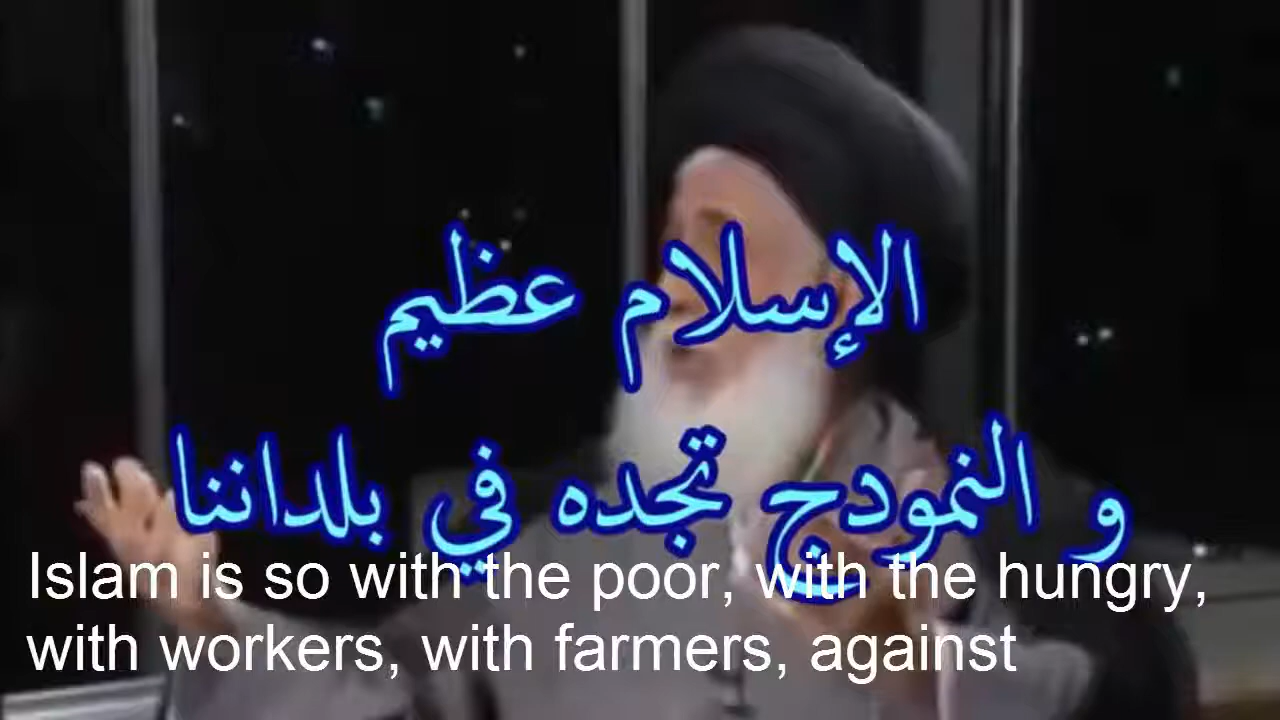 الإسلام عظيم
و النموذج تجده في بلداننا
Islam is so with the poor, with the hungry,
with workers, with farmers, against